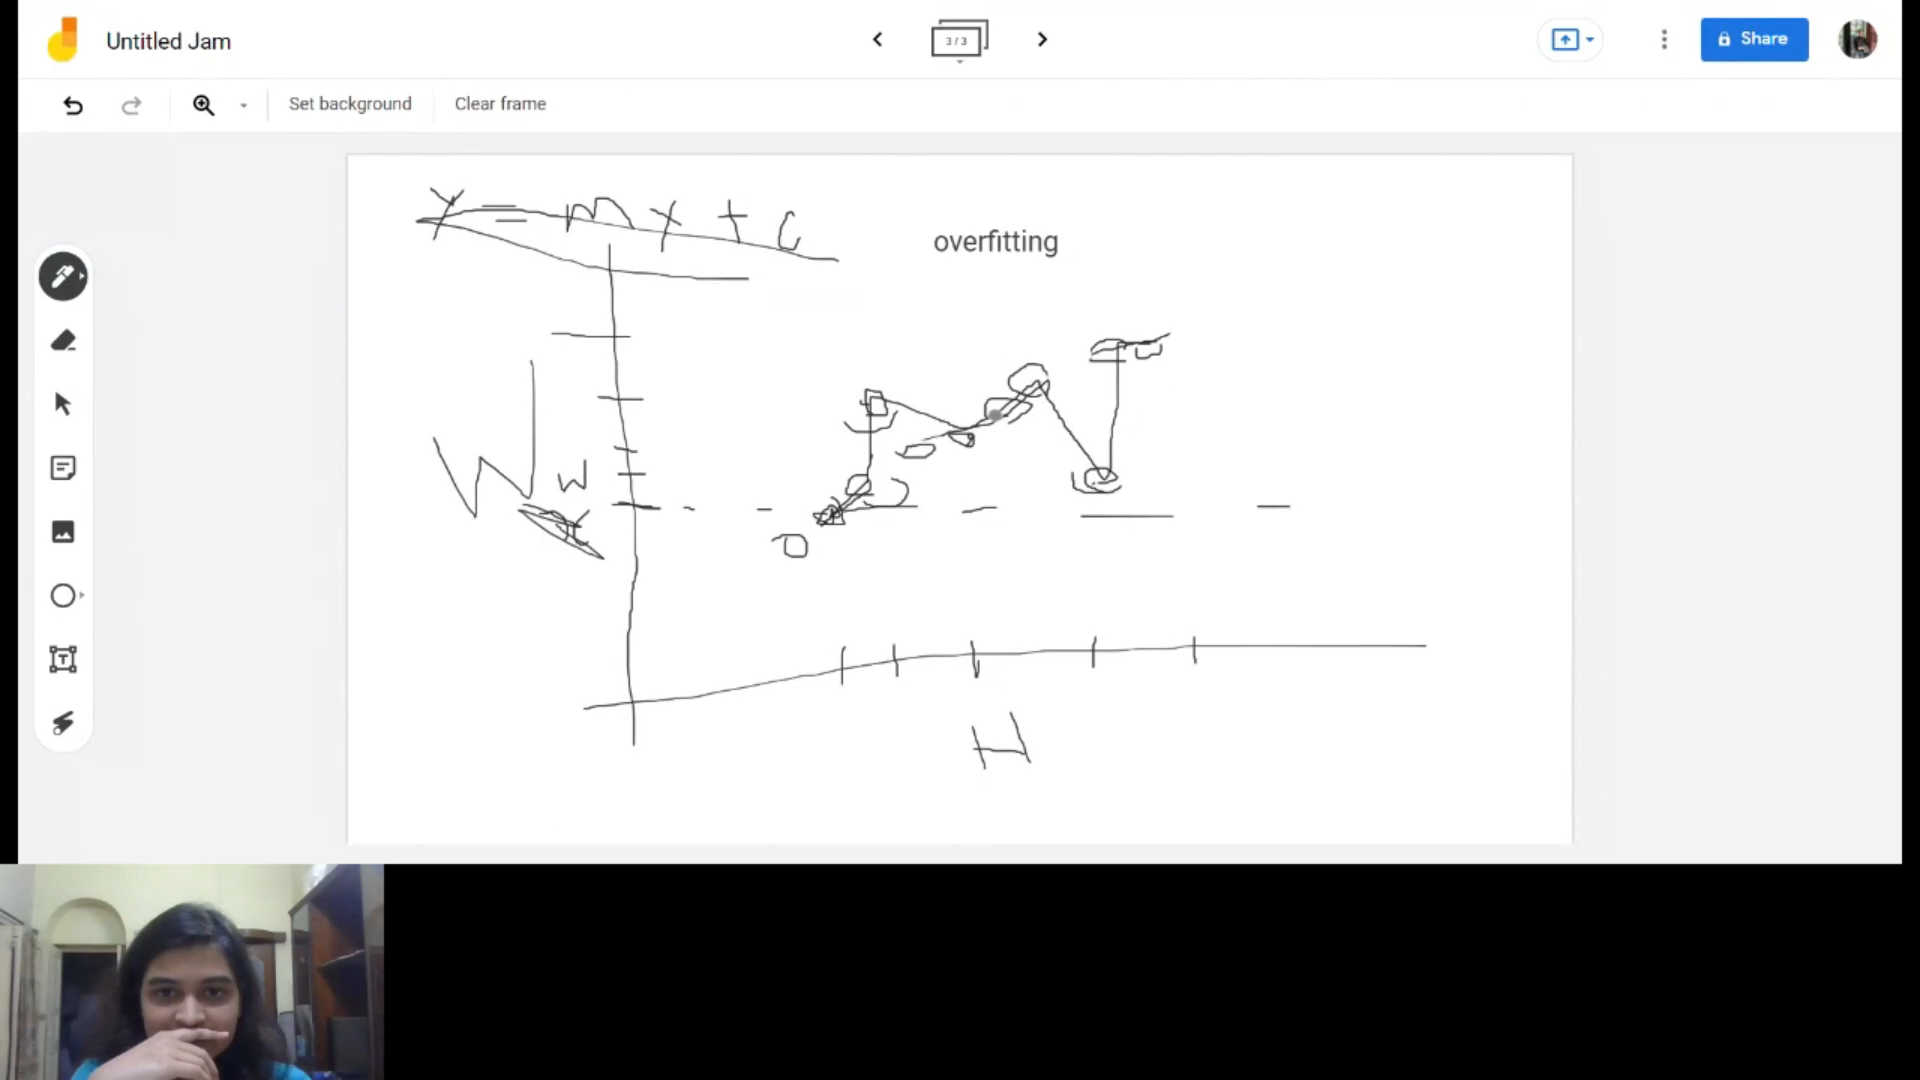 Untitled Jam
3 / 3
Share
Set background
Clear frame
y = mx + c
overfitting
W
w
H